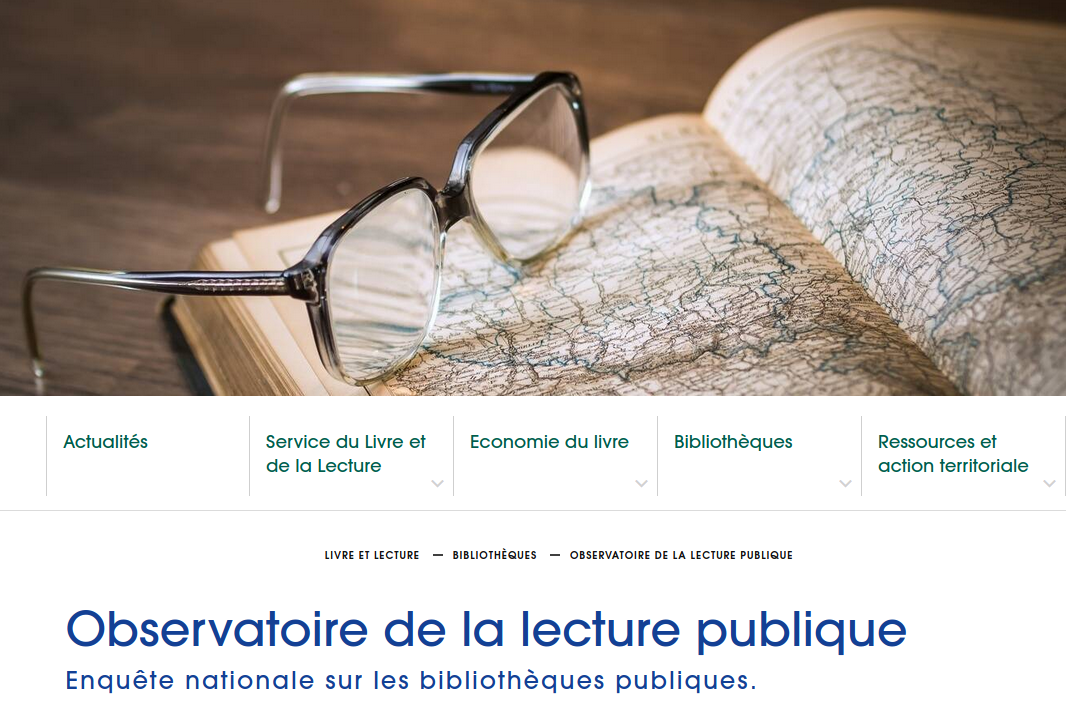 Actualités
Service du Livre et
de la Lecture
Economie du livre
Bibliothèques
Ressources et
action territoriale
LIVRE ET LECTURE — BIBLIOTHÈQUES — OBSERVATOIRE DE LA LECTURE PUBLIQUE
Observatoire de la lecture publique
Enquête nationale sur les bibliothèques publiques.